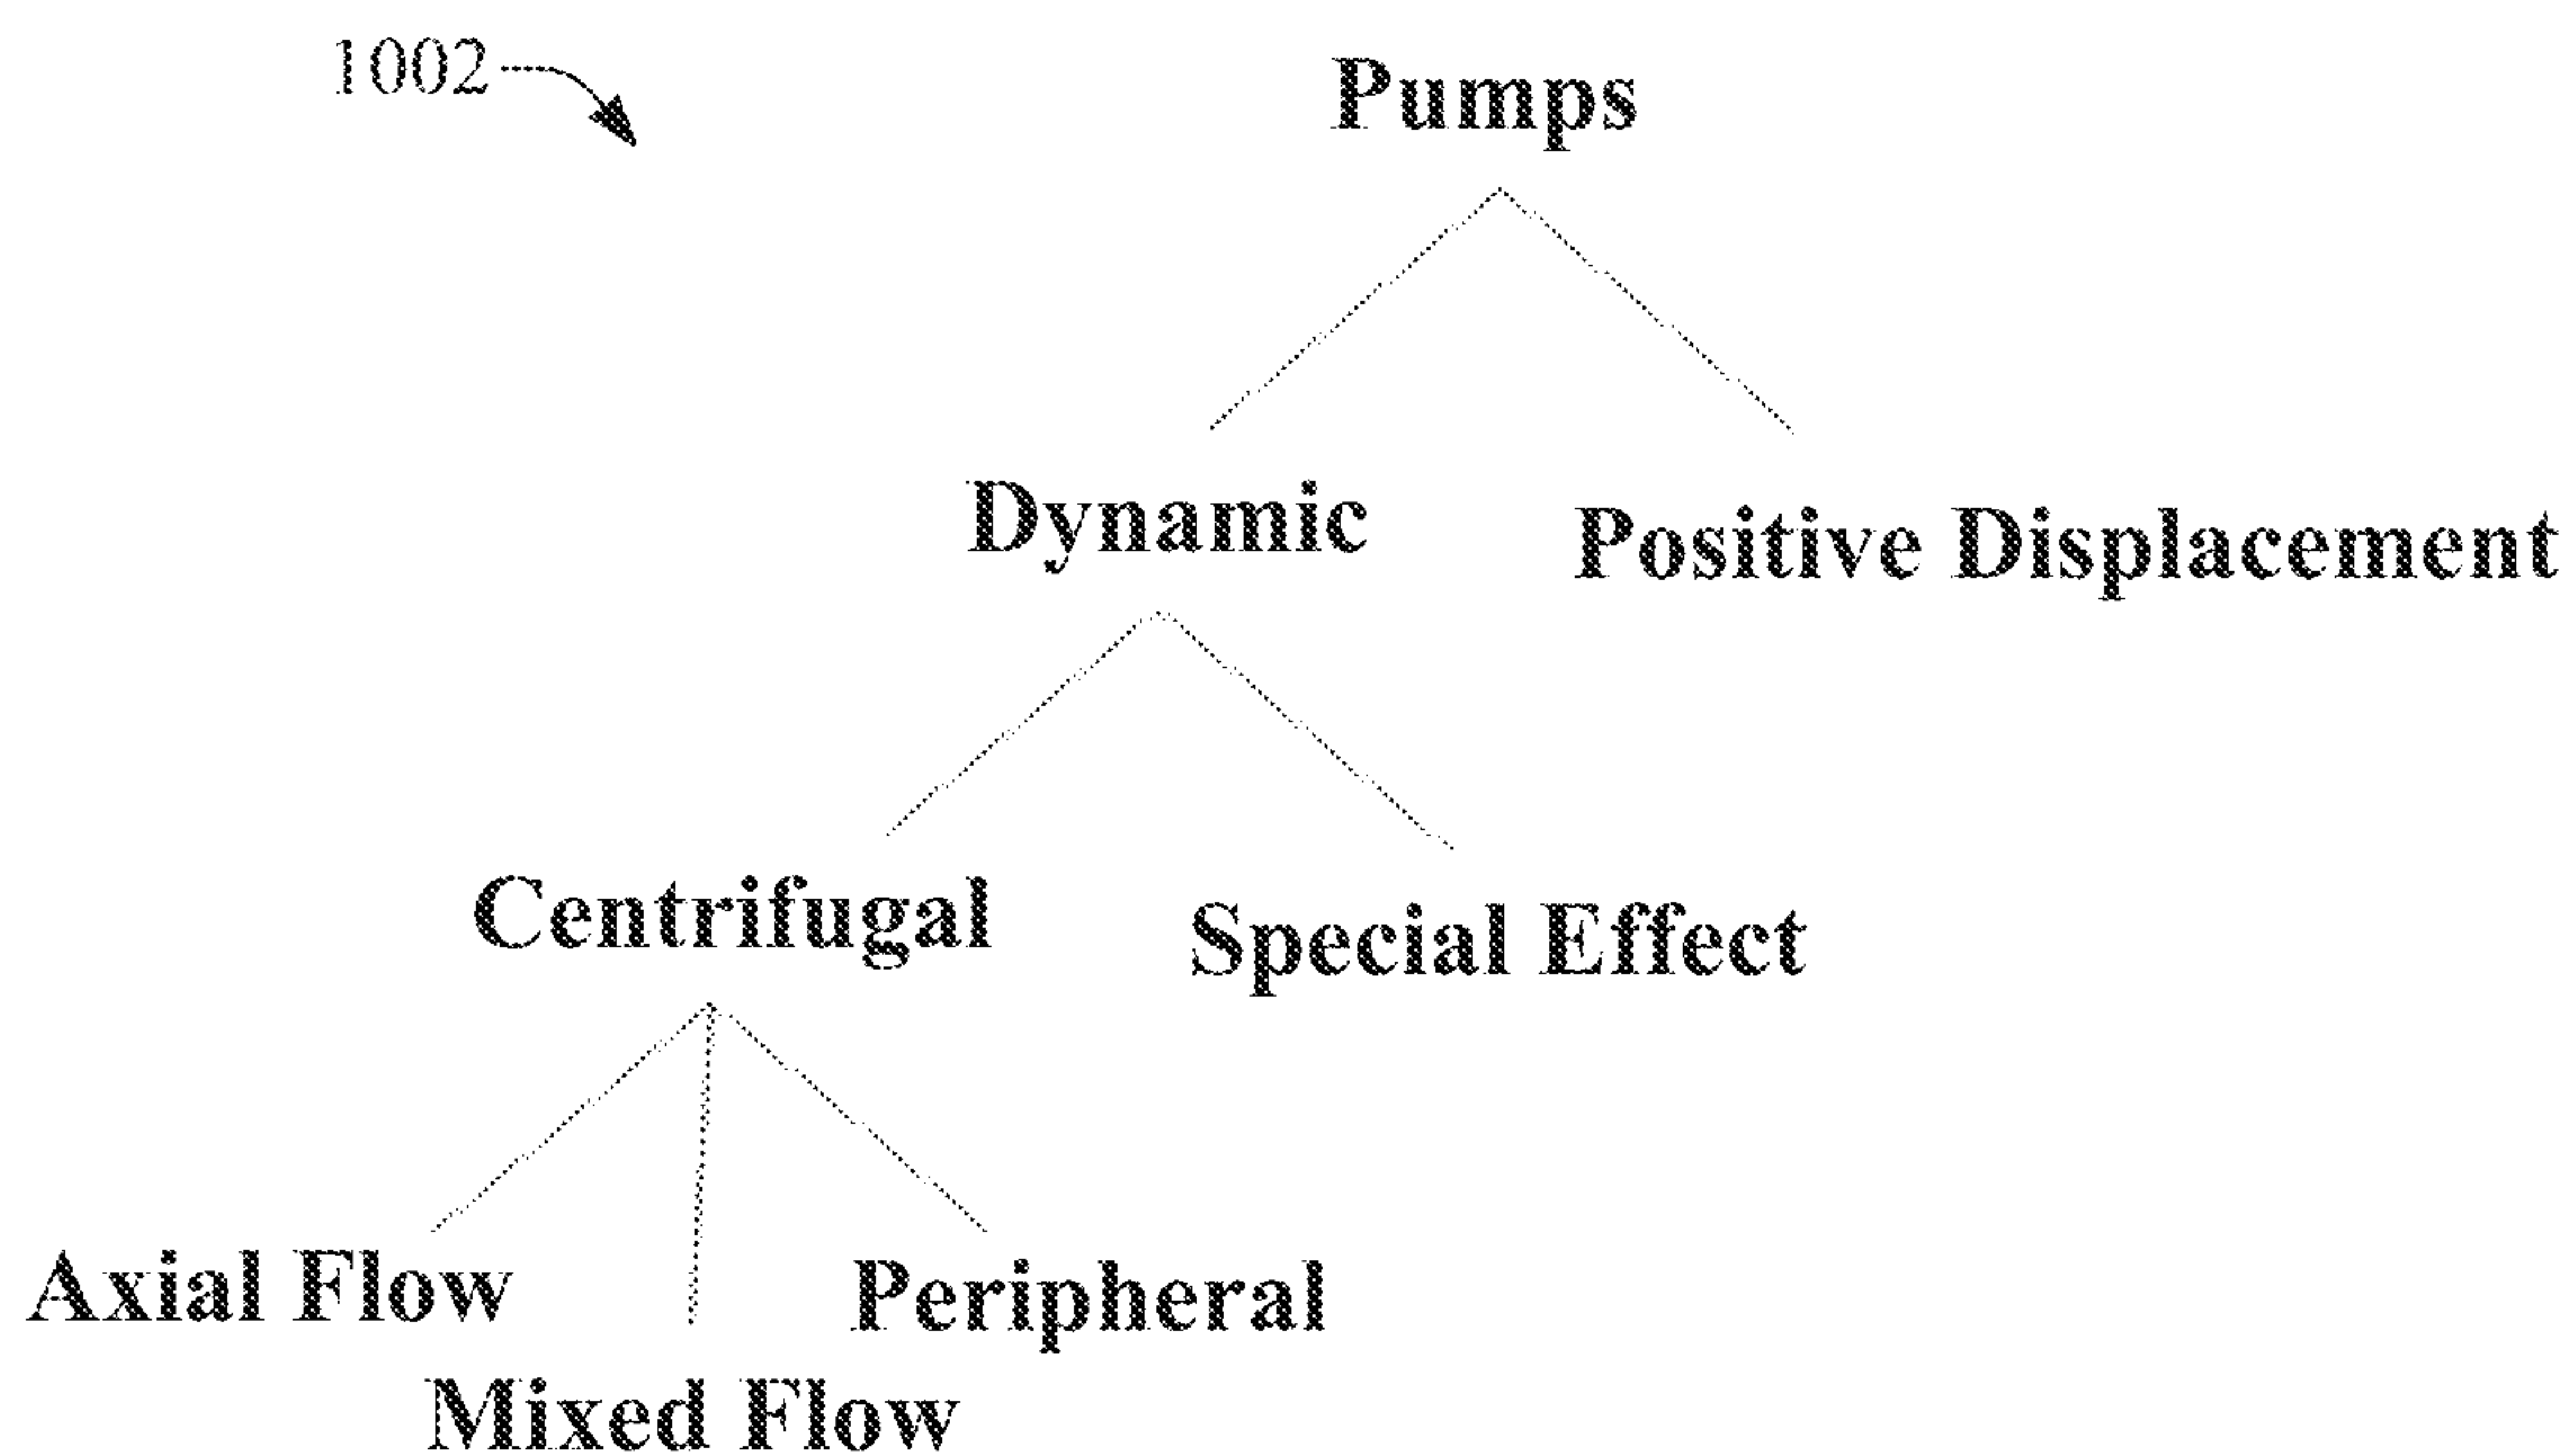 1002
Pumps
Dynamic
Positive Displacement
Centrifugal
Special Effect
Axial Flow
Peripheral
Mixed Flow